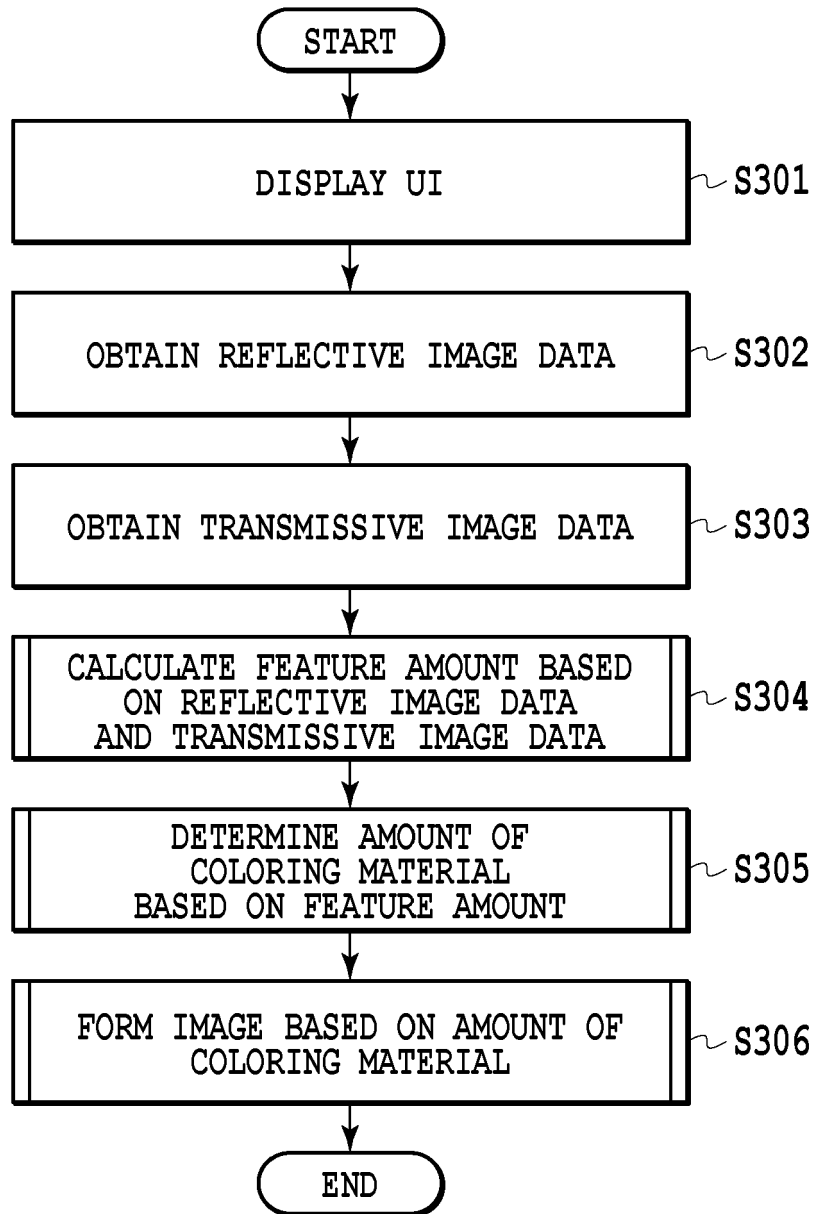 START
DISPLAY UI
S301
OBTAIN REFLECTIVE IMAGE DATA
S302
OBTAIN TRANSMISSIVE IMAGE DATA
S303
CALCULATE FEATURE AMOUNT BASED
ON REFLECTIVE IMAGE DATA
AND TRANSMISSIVE IMAGE DATA
S304
DETERMINE AMOUNT OF
COLORING MATERIAL
BASED ON FEATURE AMOUNT
S305
FORM IMAGE BASED ON AMOUNT OF
COLORING MATERIAL
S306
END